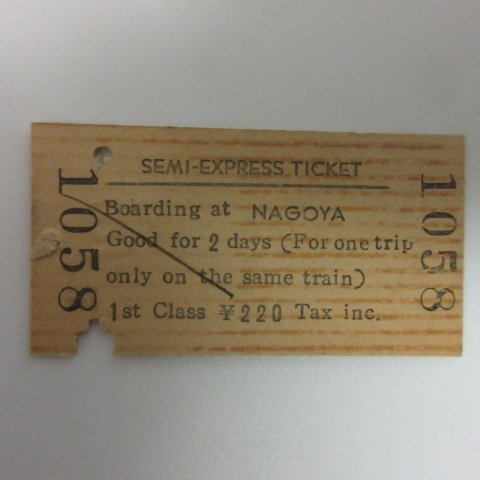 1058
SEMI-EXPRESS TICKET
Boarding at NAGOYA
Good for 2 days (For one trip
only on the same train)
1st Class ¥220 Tax inc.
1058